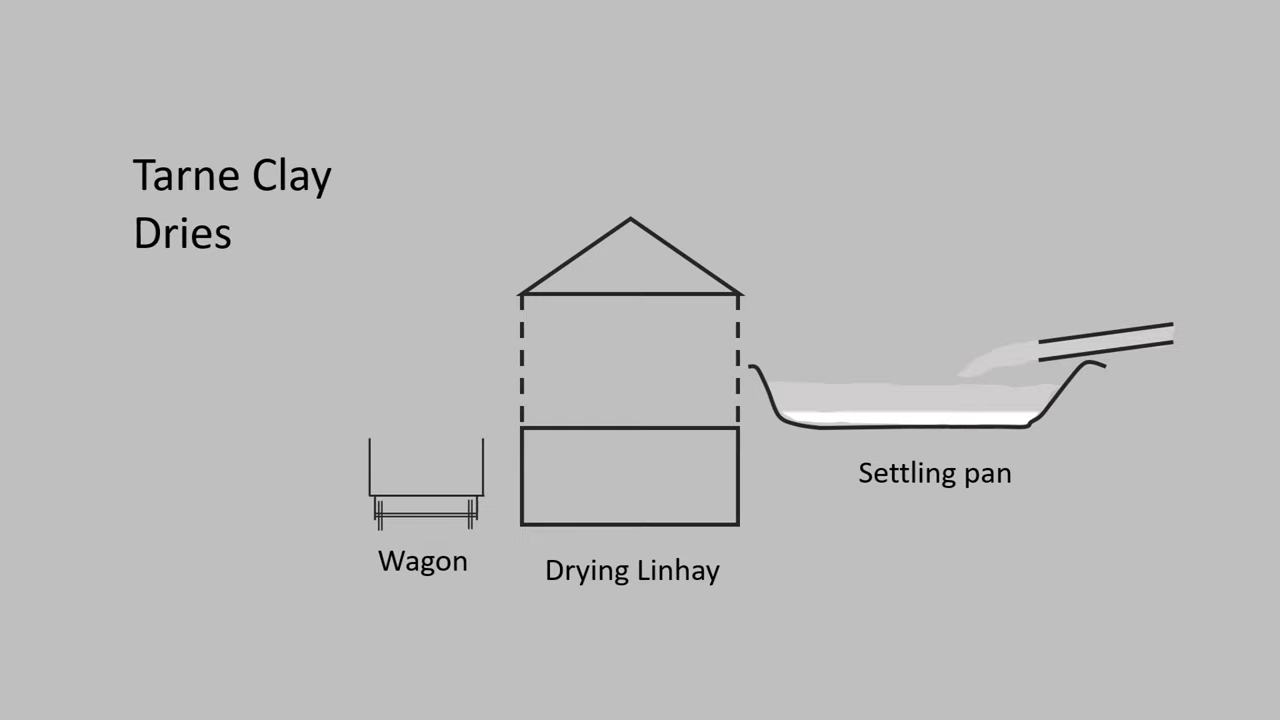 Tarne Clay
Dries
Settling pan
Wagon
Drying Linhay